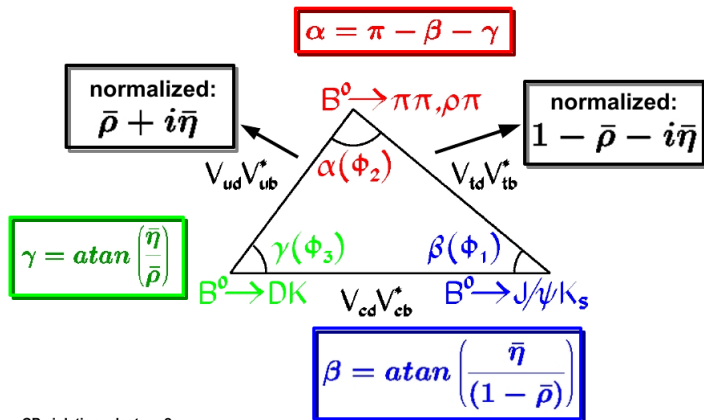 α = π − β − γ
normalized:
ρ̄ + iη̄
B⁰→ππ,ρπ
normalized:
1 − ρ̄ − iη̄
α(Φ₂)
V_ud V*_ub
V_td V*_tb
γ = atan (η̄/ρ̄)
γ(Φ₃)
β(Φ₁)
B⁰→DK
V_cd V*_cb
B⁰→J/ψK_s
β = atan (η̄/(1 − ρ̄))